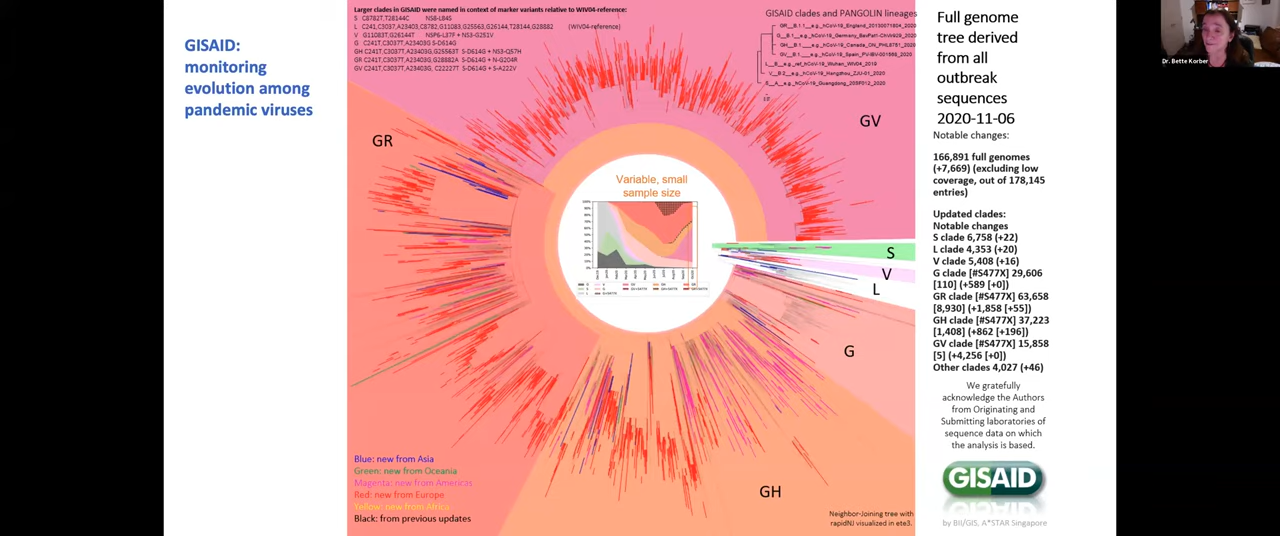 GISAID:
monitoring
evolution among
pandemic viruses
Larger clades in GISAID were named in context of marker variants relative to WIV04-reference:
S C8782T,T28144C NS8-L84S
L C241,C3037,A23403,C8782,G11083,G25563,G26144,T28144,G28882 (WIV04-reference)
V G11083T,G26144T NSP6-L37F + NS3-G251V
G C241T,C3037T,A23403G S-D614G
GH C241T,C3037T,A23403G,G25563T S-D614G + NS3-Q57H
GR C241T,C3037T,A23403G,G28882A S-D614G + N-G204R
GV C241T,C3037T,A23403G, C22227T S-D614G + S-A222V
GISAID clades and PANGOLIN lineages
GR
GV
S
V
L
G
GH
Variable, small
sample size
Blue: new from Asia
Green: new from Oceania
Magenta: new from Americas
Red: new from Europe
Yellow: new from Africa
Black: from previous updates
Neighbor-Joining tree with
rapidNJ visualized in ete3.
Full genome
tree derived
from all
outbreak
sequences
2020-11-06
Notable changes:
166,891 full genomes
(+7,669) (excluding low
coverage, out of 178,145
entries)
Updated clades:
Notable changes
S clade 6,758 (+22)
L clade 4,353 (+20)
V clade 5,408 (+16)
G clade [#S477X] 29,606
[110] (+589 [+0])
GR clade [#S477X] 63,658
[8,930] (+1,858 [+55])
GH clade [#S477X] 37,223
[1,408] (+862 [+196])
GV clade [#S477X] 15,858
[5] (+4,256 [+0])
Other clades 4,027 (+46)
We gratefully
acknowledge the Authors
from Originating and
Submitting laboratories of
sequence data on which
the analysis is based.
GISAID
by BII/GIS, A*STAR Singapore
Dr. Bette Korber